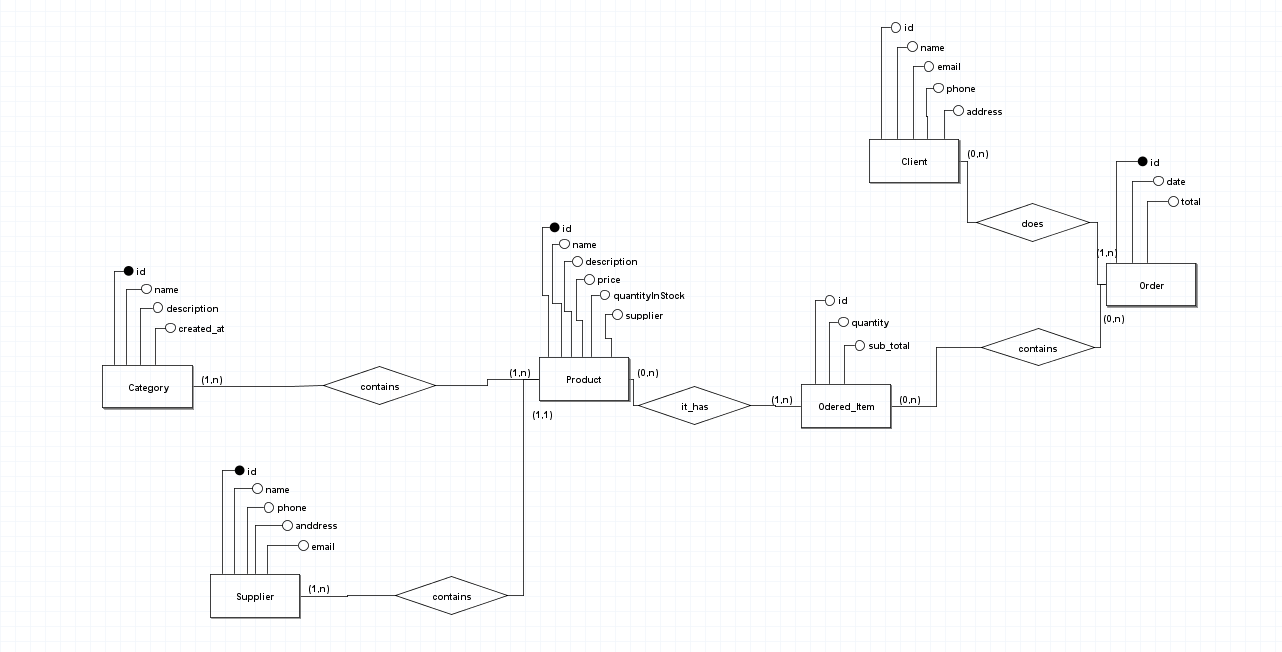 id
name
email
phone
address
Client
(0,n)
does
id
date
total
(1,n)
Order
(0,n)
contains
id
name
description
price
quantityInStock
supplier
(1,n)
Product
(0,n)
(1,1)
it_has
id
quantity
sub_total
(1,n)
Odered_Item
(0,n)
id
name
description
created_at
Category
(1,n)
contains
id
name
phone
anddress
email
Supplier
(1,n)
contains